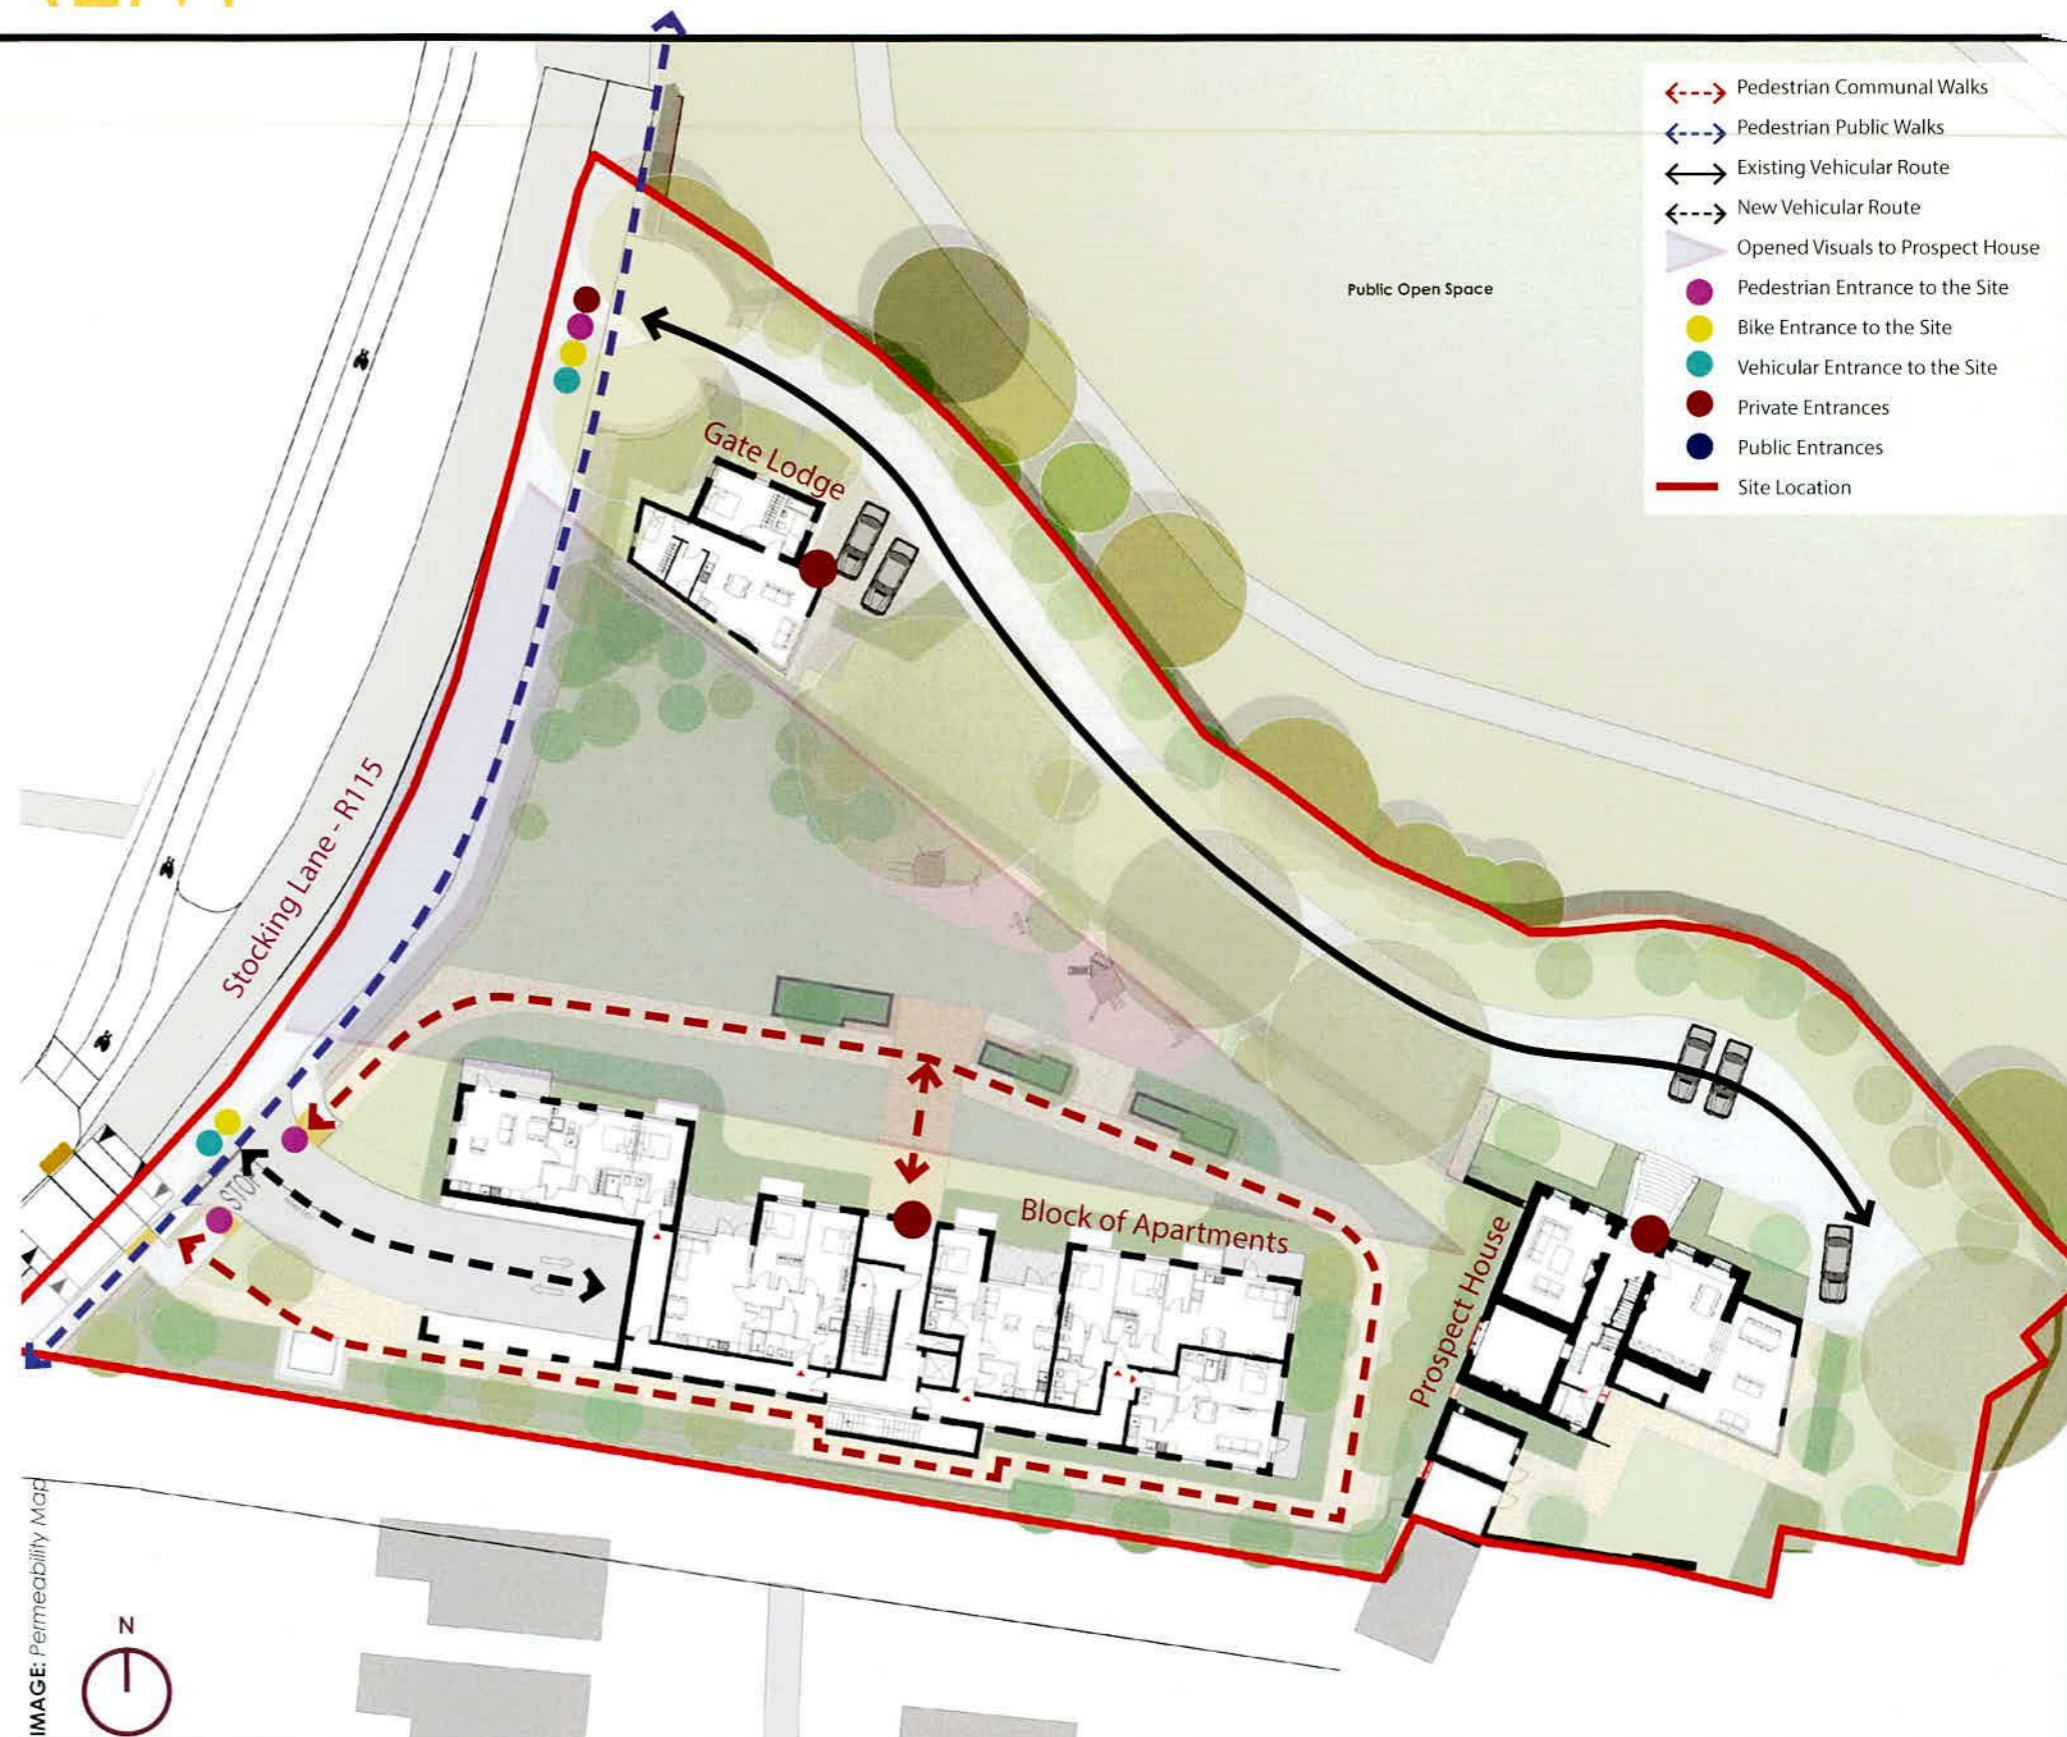 Pedestrian Communal Walks
Pedestrian Public Walks
Existing Vehicular Route
New Vehicular Route
Opened Visuals to Prospect House
Pedestrian Entrance to the Site
Bike Entrance to the Site
Vehicular Entrance to the Site
Private Entrances
Public Entrances
Site Location
Public Open Space
Gate Lodge
Stocking Lane - R115
STOP
Block of Apartments
Prospect House
IMAGE: Permeability Map
N